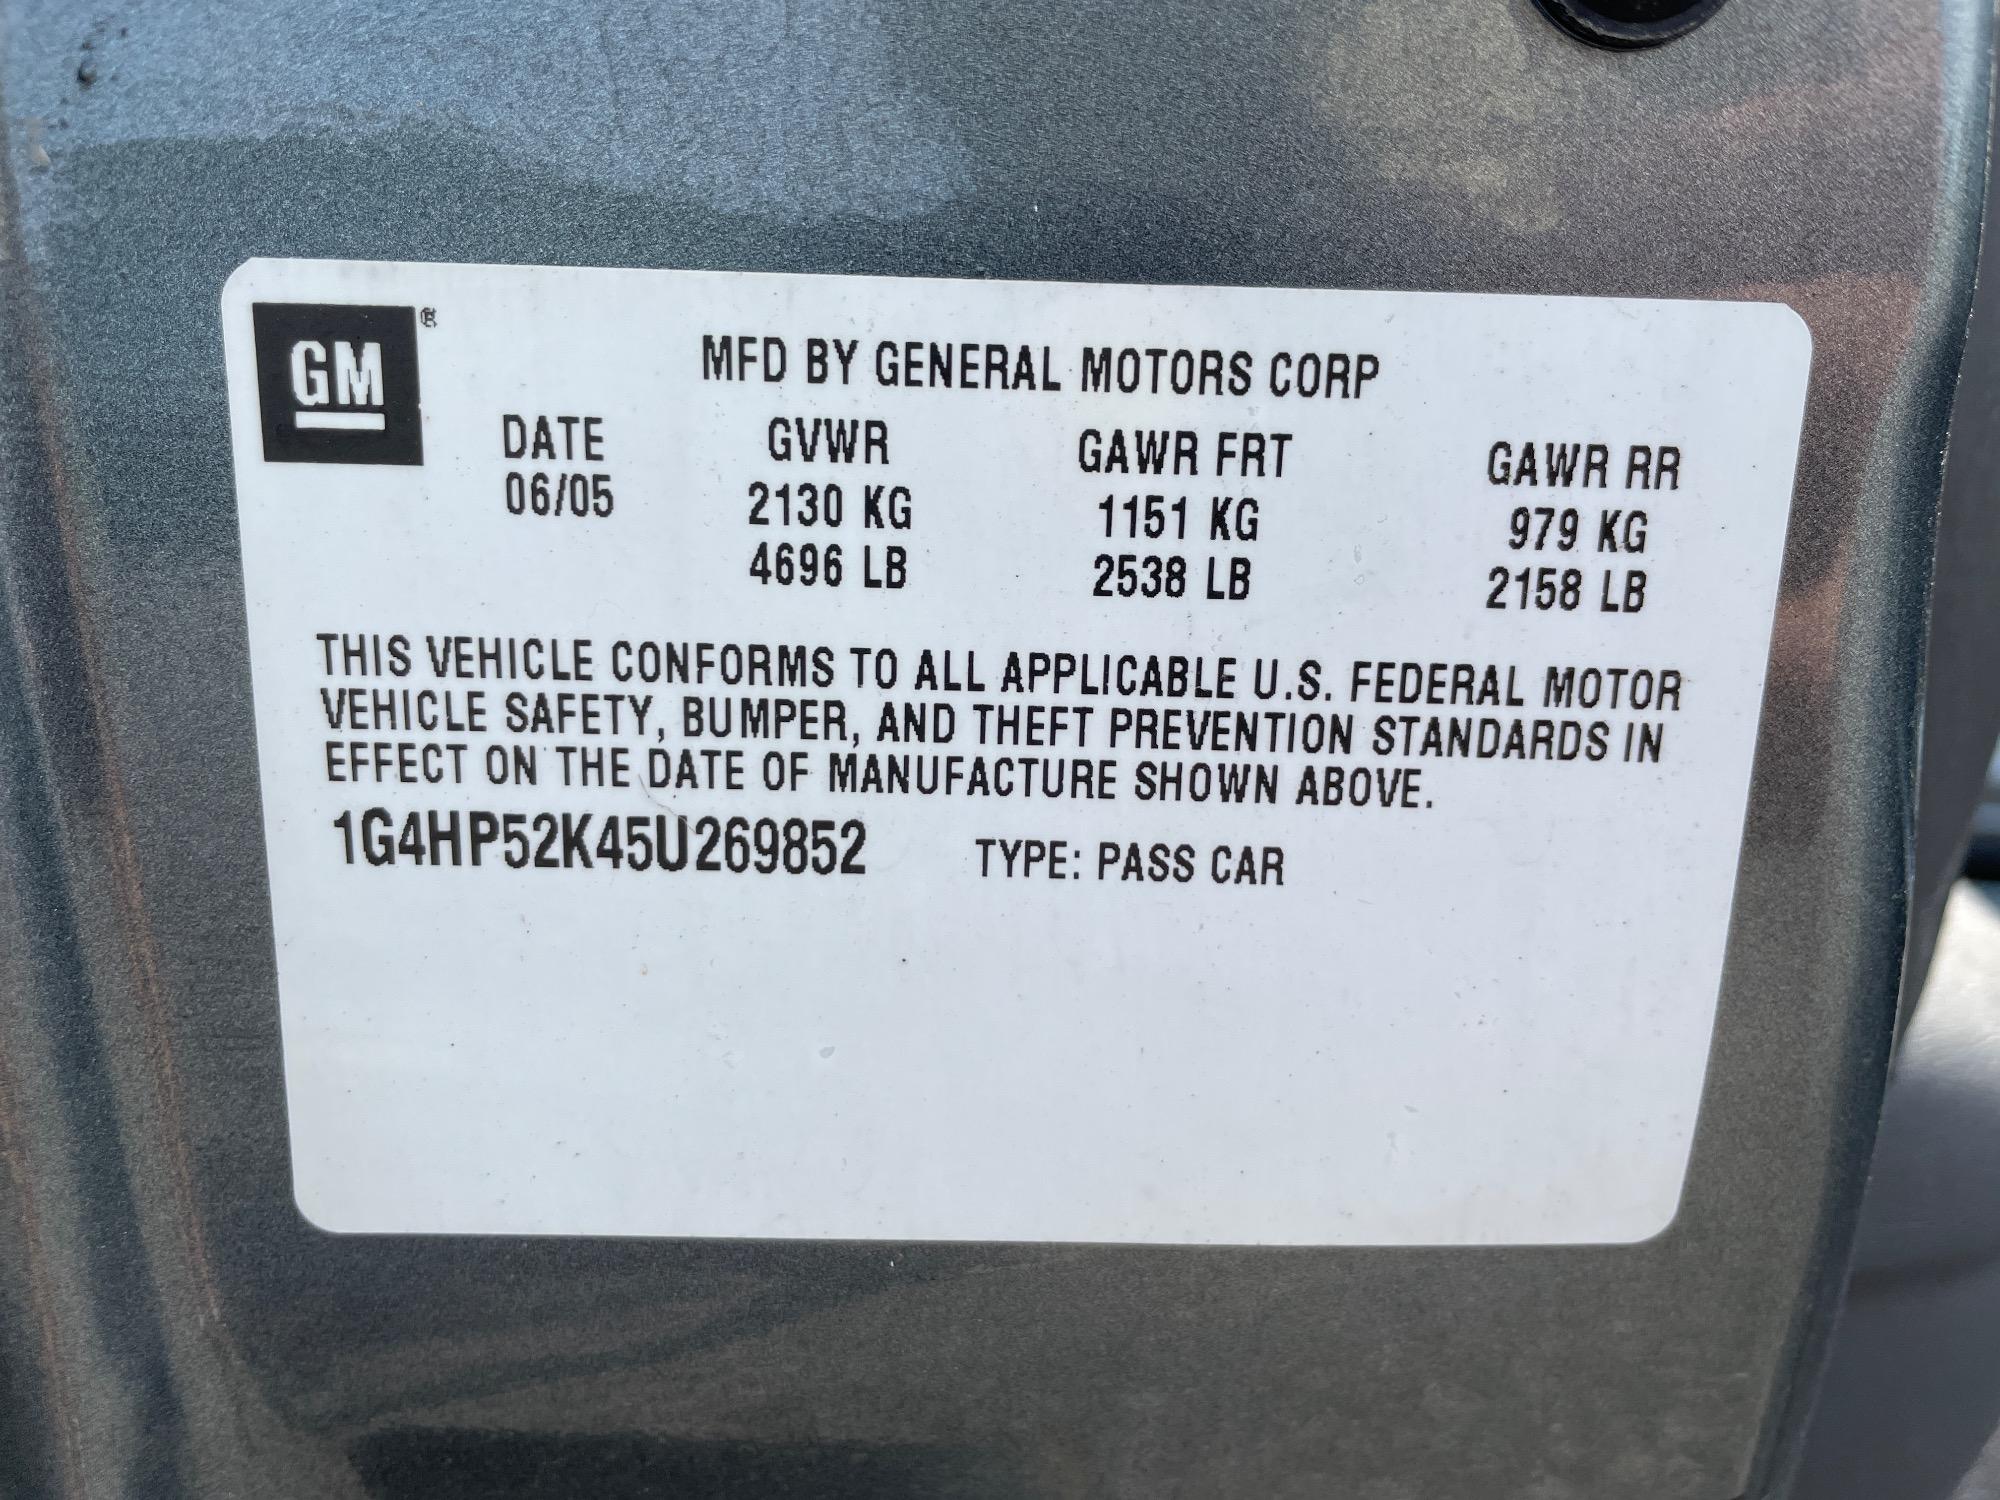 GM®
MFD BY GENERAL MOTORS CORP
DATE GVWR GAWR FRT GAWR RR
06/05 2130 KG 1151 KG 979 KG
4696 LB 2538 LB 2158 LB
THIS VEHICLE CONFORMS TO ALL APPLICABLE U.S. FEDERAL MOTOR
VEHICLE SAFETY, BUMPER, AND THEFT PREVENTION STANDARDS IN
EFFECT ON THE DATE OF MANUFACTURE SHOWN ABOVE.
1G4HP52K45U269852 TYPE: PASS CAR